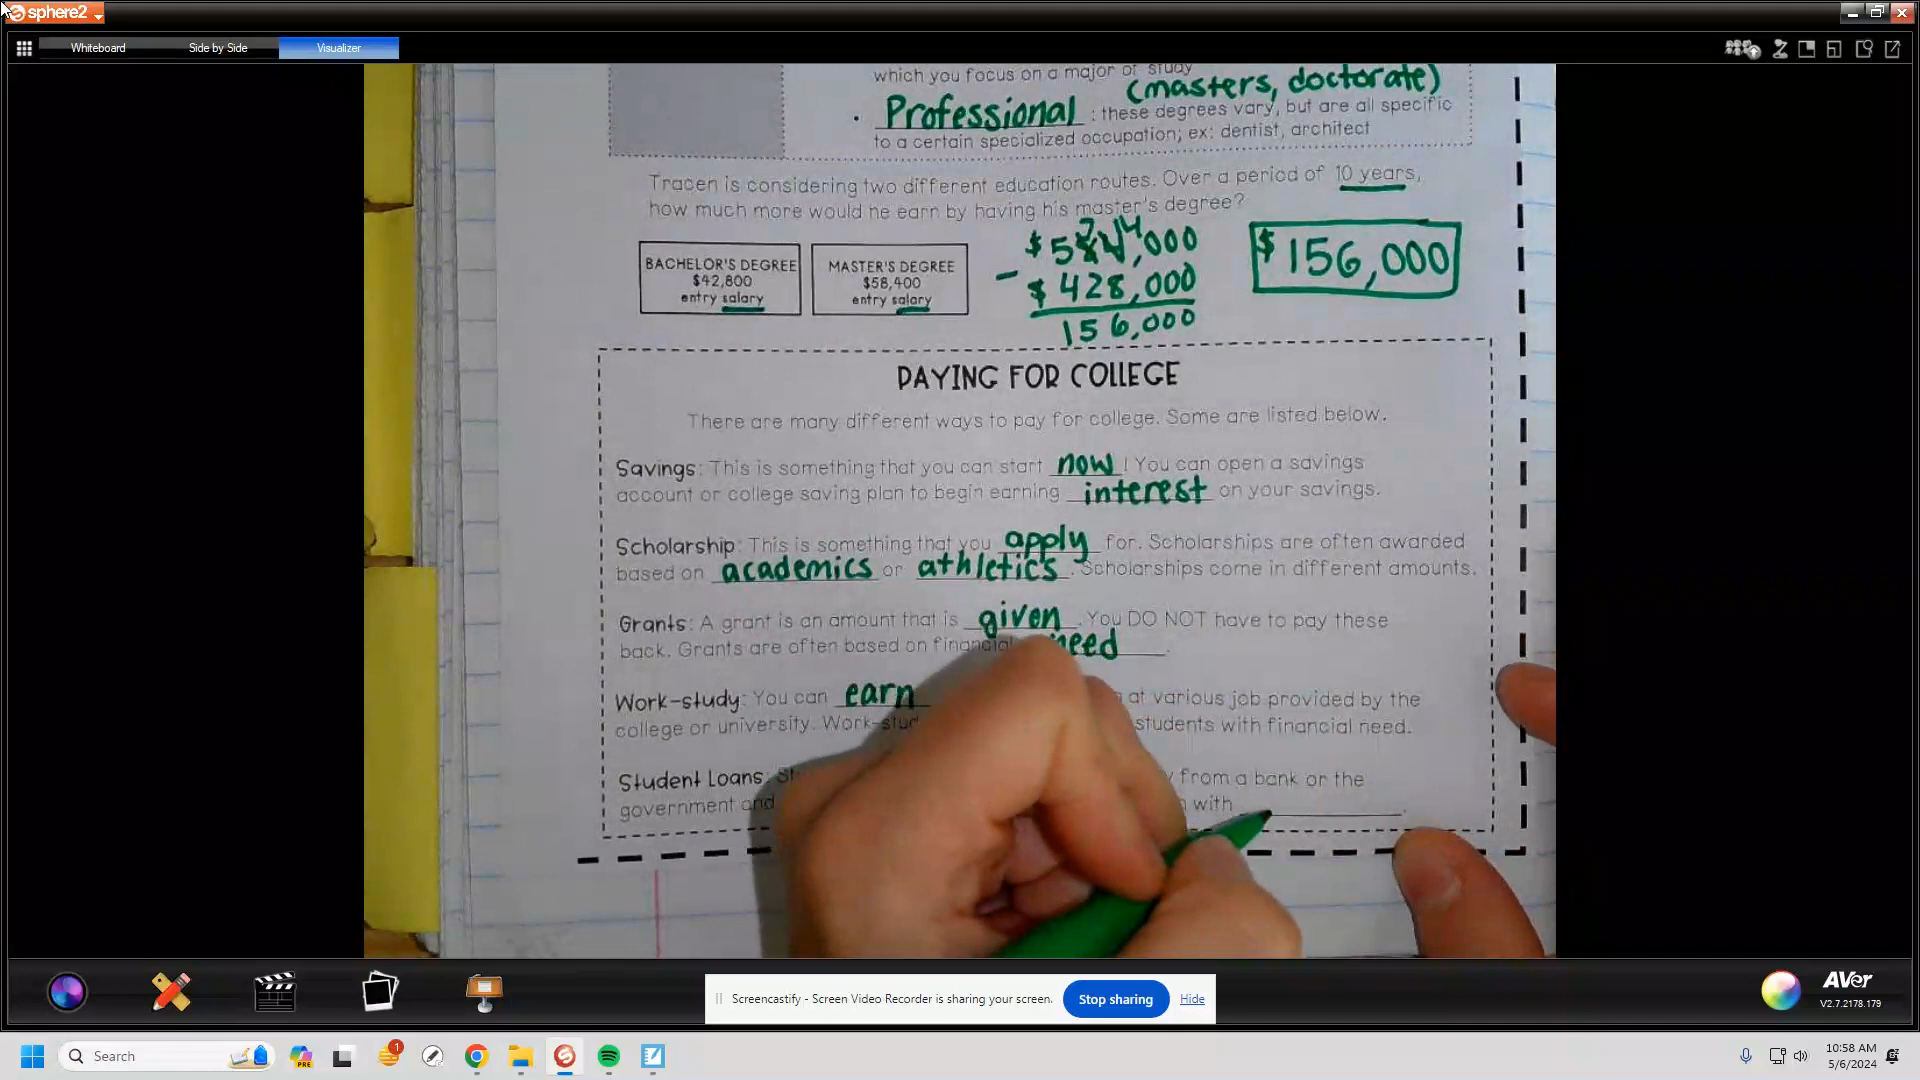 sphere2
Whiteboard Side by Side Visualizer
which you focus on a major of study
(masters, doctorate)
• Professional : these degrees vary, but are all specific
to a certain specialized occupation; ex: dentist, architect
Tracen is considering two different education routes. Over a period of 10 years,
how much more would he earn by having his master's degree?
BACHELOR'S DEGREE
$42,800
entry salary
MASTER'S DEGREE
$58,400
entry salary
7 14
$584,000
- $428,000
156,000
$156,000
PAYING FOR COLLEGE
There are many different ways to pay for college. Some are listed below.
Savings: This is something that you can start now! You can open a savings
account or college saving plan to begin earning interest on your savings.
Scholarship: This is something that you apply for. Scholarships are often awarded
based on academics or athletics. Scholarships come in different amounts.
Grants: A grant is an amount that is given. You DO NOT have to pay these
back. Grants are often based on financial need.
Work-study: You can earn at various job provided by the
college or university. Work-stud students with financial need.
Student Loans: from a bank or the
government and with
Screencastify - Screen Video Recorder is sharing your screen. Stop sharing Hide
AVer
V2.7.2178.179
Search
PRE
1
10:58 AM
5/6/2024